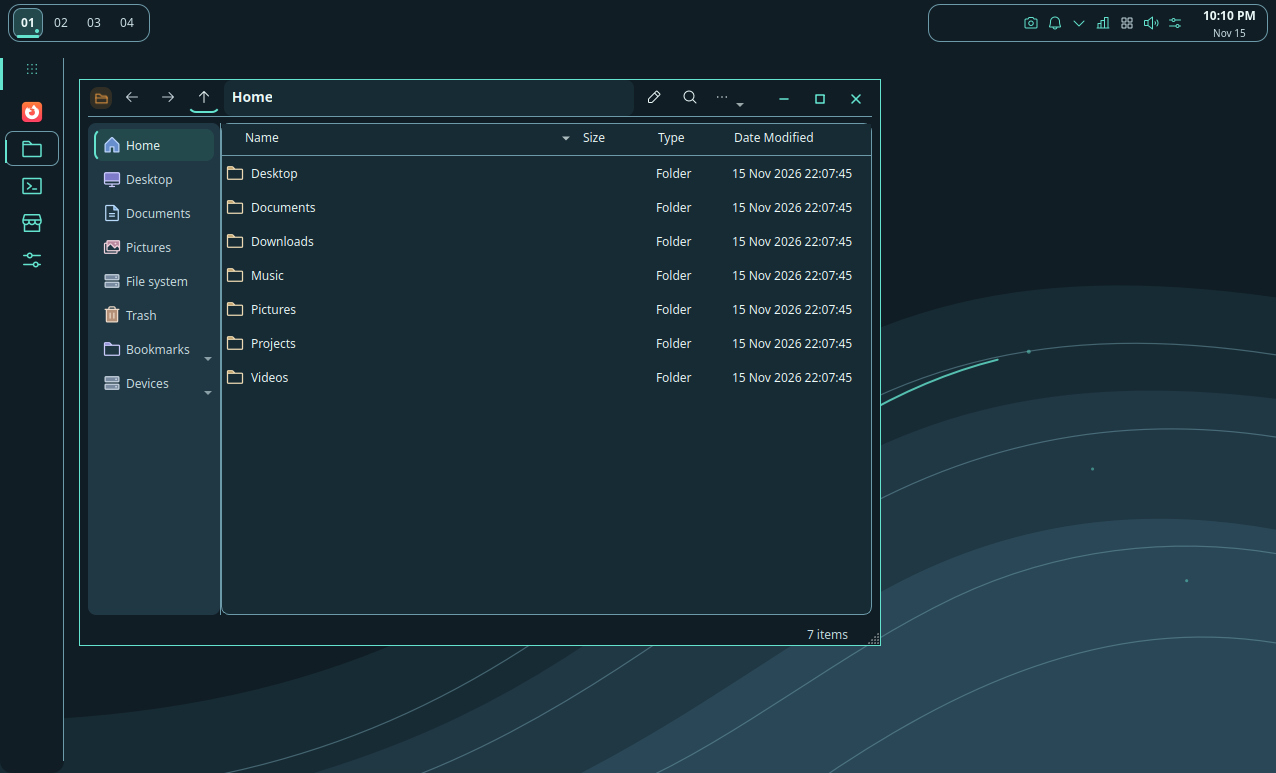 01 02 03 04
10:10 PM
Nov 15
Home
Name Size Type Date Modified
Home
Desktop
Documents
Pictures
File system
Trash
Bookmarks
Devices
Desktop Folder 15 Nov 2026 22:07:45
Documents Folder 15 Nov 2026 22:07:45
Downloads Folder 15 Nov 2026 22:07:45
Music Folder 15 Nov 2026 22:07:45
Pictures Folder 15 Nov 2026 22:07:45
Projects Folder 15 Nov 2026 22:07:45
Videos Folder 15 Nov 2026 22:07:45
7 items